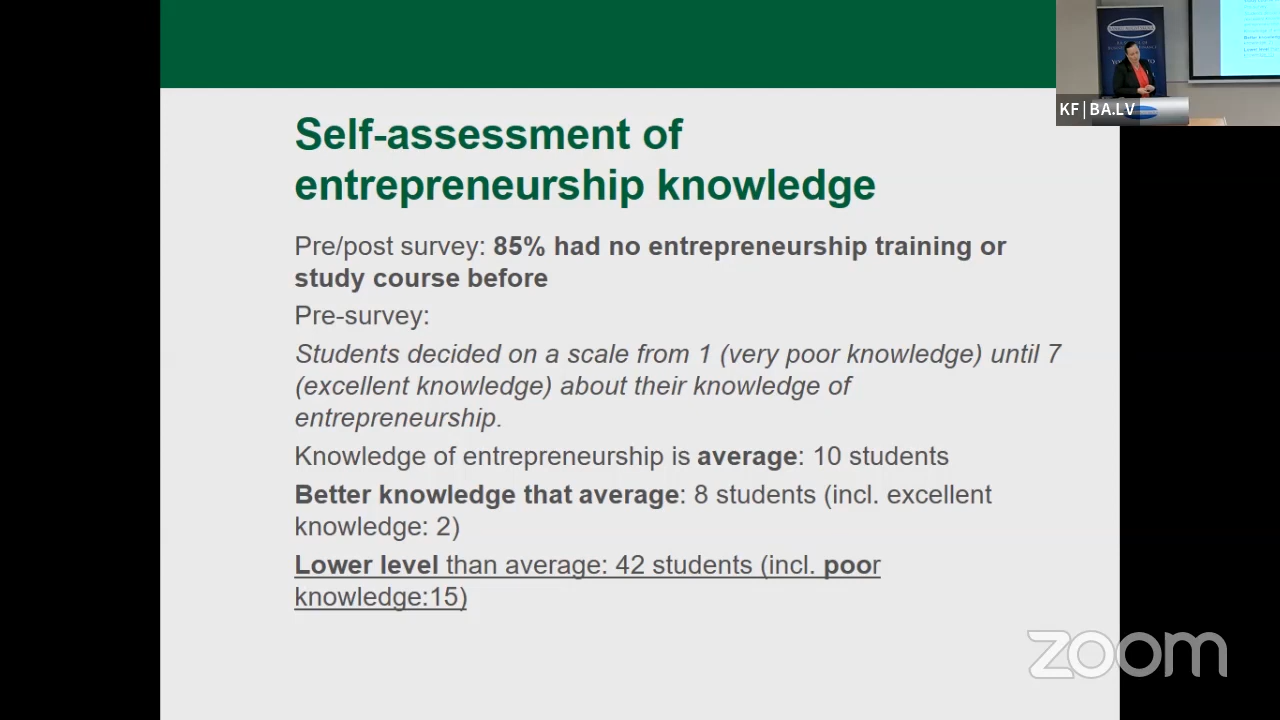 Self-assessment of
entrepreneurship knowledge
Pre/post survey: 85% had no entrepreneurship training or
study course before
Pre-survey:
Students decided on a scale from 1 (very poor knowledge) until 7
(excellent knowledge) about their knowledge of
entrepreneurship.
Knowledge of entrepreneurship is average: 10 students
Better knowledge that average: 8 students (incl. excellent
knowledge: 2)
Lower level than average: 42 students (incl. poor
knowledge:15)
KF|BA.LV
zoom